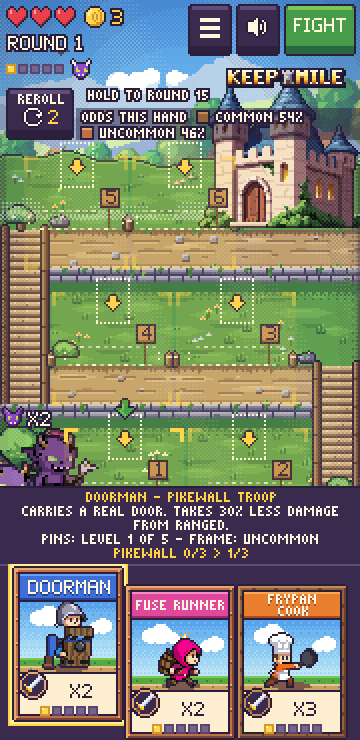 3
FIGHT
ROUND 1
KEEP MILE
HOLD TO ROUND 15
REROLL
2
ODDS THIS HAND COMMON 54%
UNCOMMON 46%
5
6
4
3
X2
1
2
DOORMAN - PIKEWALL TROOP
CARRIES A REAL DOOR. TAKES 30% LESS DAMAGE
FROM RANGED.
PINS: LEVEL 1 OF 5 - FRAME: UNCOMMON
PIKEWALL 0/3 > 1/3
DOORMAN
X2
FUSE RUNNER
X2
FRYPAN
COOK
X3